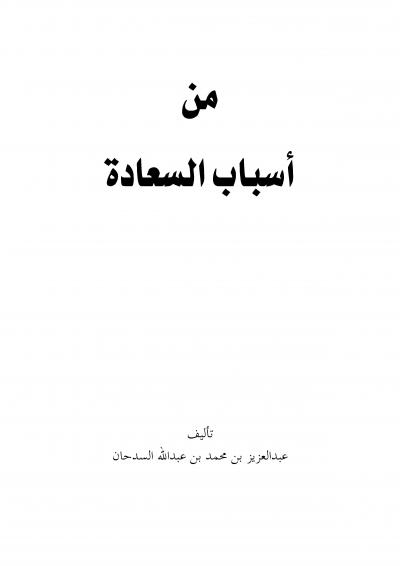 من
أسباب السعادة
تأليف
عبدالعزيز بن محمد بن عبدالله السدحان